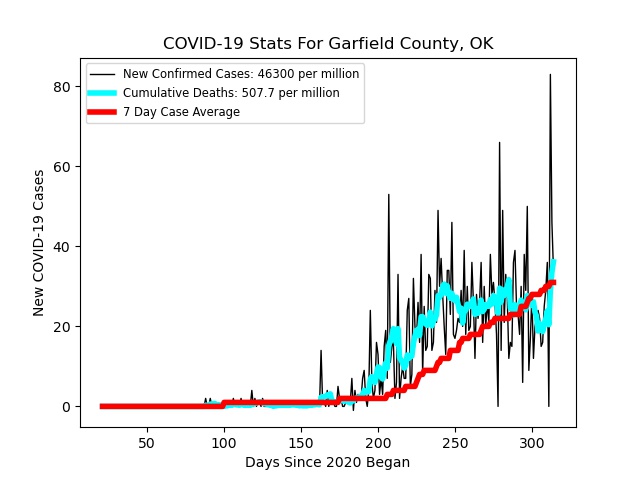 COVID-19 Stats For Garfield County, OK
New Confirmed Cases: 46300 per million
Cumulative Deaths: 507.7 per million
7 Day Case Average
80
60
40
20
0
New COVID-19 Cases
50 100 150 200 250 300
Days Since 2020 Began